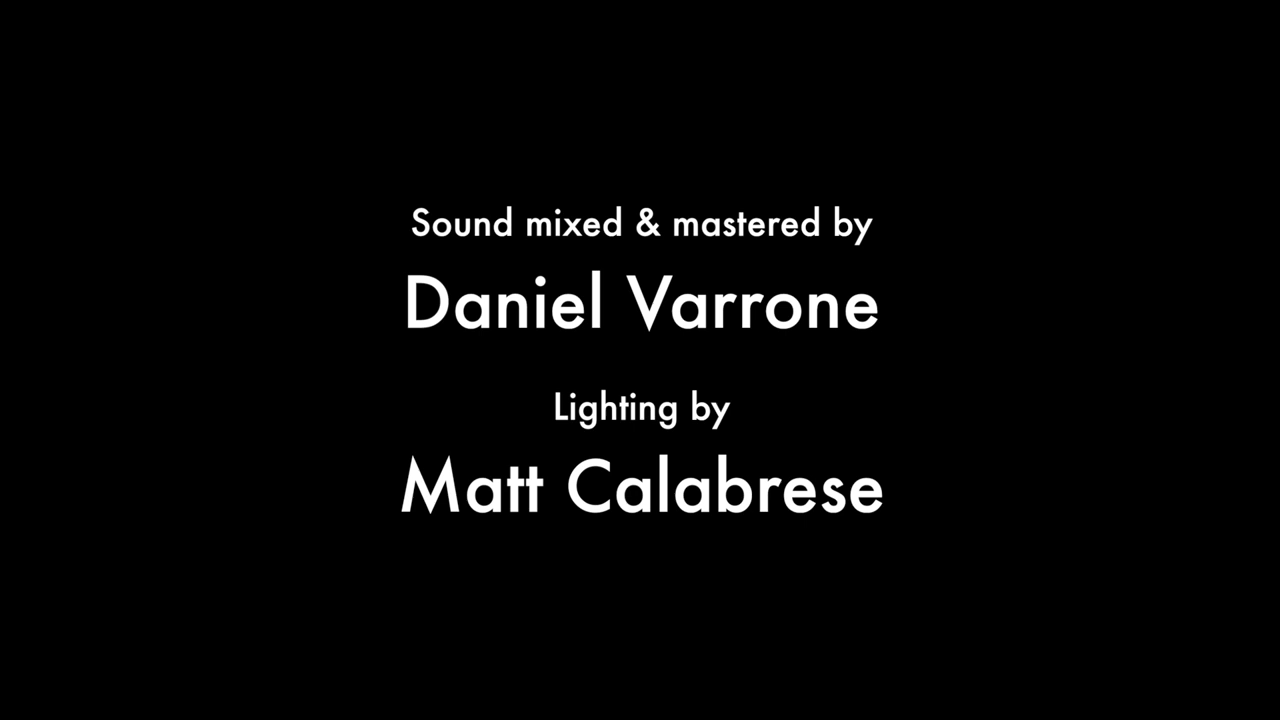 Sound mixed & mastered by
Daniel Varrone
Lighting by
Matt Calabrese